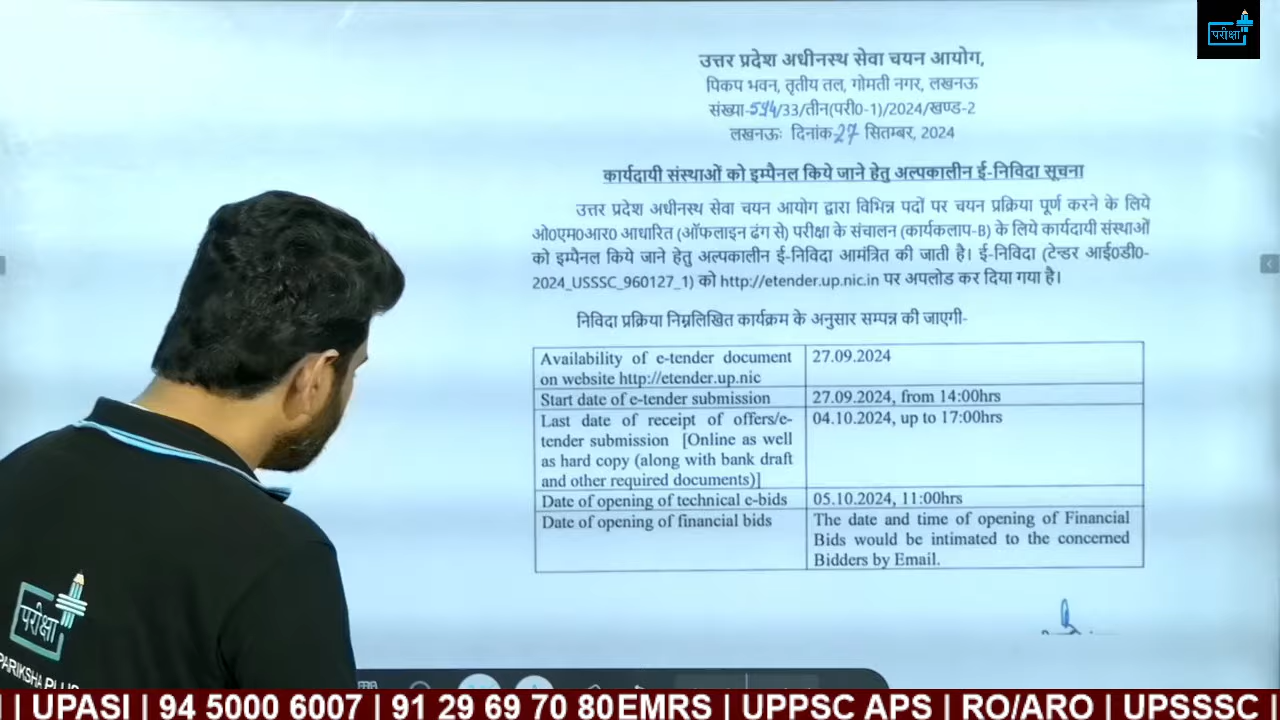 परीक्षा
उत्तर प्रदेश अधीनस्थ सेवा चयन आयोग,
पिकप भवन, तृतीय तल, गोमती नगर, लखनऊ
संख्या-594/33/तीन(परी0-1)/2024/खण्ड-2
लखनऊः दिनांक 27 सितम्बर, 2024
कार्यदायी संस्थाओं को इम्पैनल किये जाने हेतु अल्पकालीन ई-निविदा सूचना
उत्तर प्रदेश अधीनस्थ सेवा चयन आयोग द्वारा विभिन्न पदों पर चयन प्रक्रिया पूर्ण करने के लिये
ओ0एम0आर0 आधारित (ऑफलाइन ढंग से) परीक्षा के संचालन (कार्यकलाप-B) के लिये कार्यदायी संस्थाओं
को इम्पैनल किये जाने हेतु अल्पकालीन ई-निविदा आमंत्रित की जाती है। ई-निविदा (टेन्डर आई0डी0-
2024_USSSC_960127_1) को http://etender.up.nic.in पर अपलोड कर दिया गया है।
निविदा प्रक्रिया निम्नलिखित कार्यक्रम के अनुसार सम्पन्न की जाएगी-
Availability of e-tender document 27.09.2024
on website http://etender.up.nic
Start date of e-tender submission 27.09.2024, from 14:00hrs
Last date of receipt of offers/e- 04.10.2024, up to 17:00hrs
tender submission [Online as well
as hard copy (along with bank draft
and other required documents)]
Date of opening of technical e-bids 05.10.2024, 11:00hrs
Date of opening of financial bids The date and time of opening of Financial
Bids would be intimated to the concerned
Bidders by Email.
परीक्षा
PARIKSHA PLUS
| UPASI | 94 5000 6007 | 91 29 69 70 80 EMRS | UPPSC APS | RO/ARO | UPSSSC |